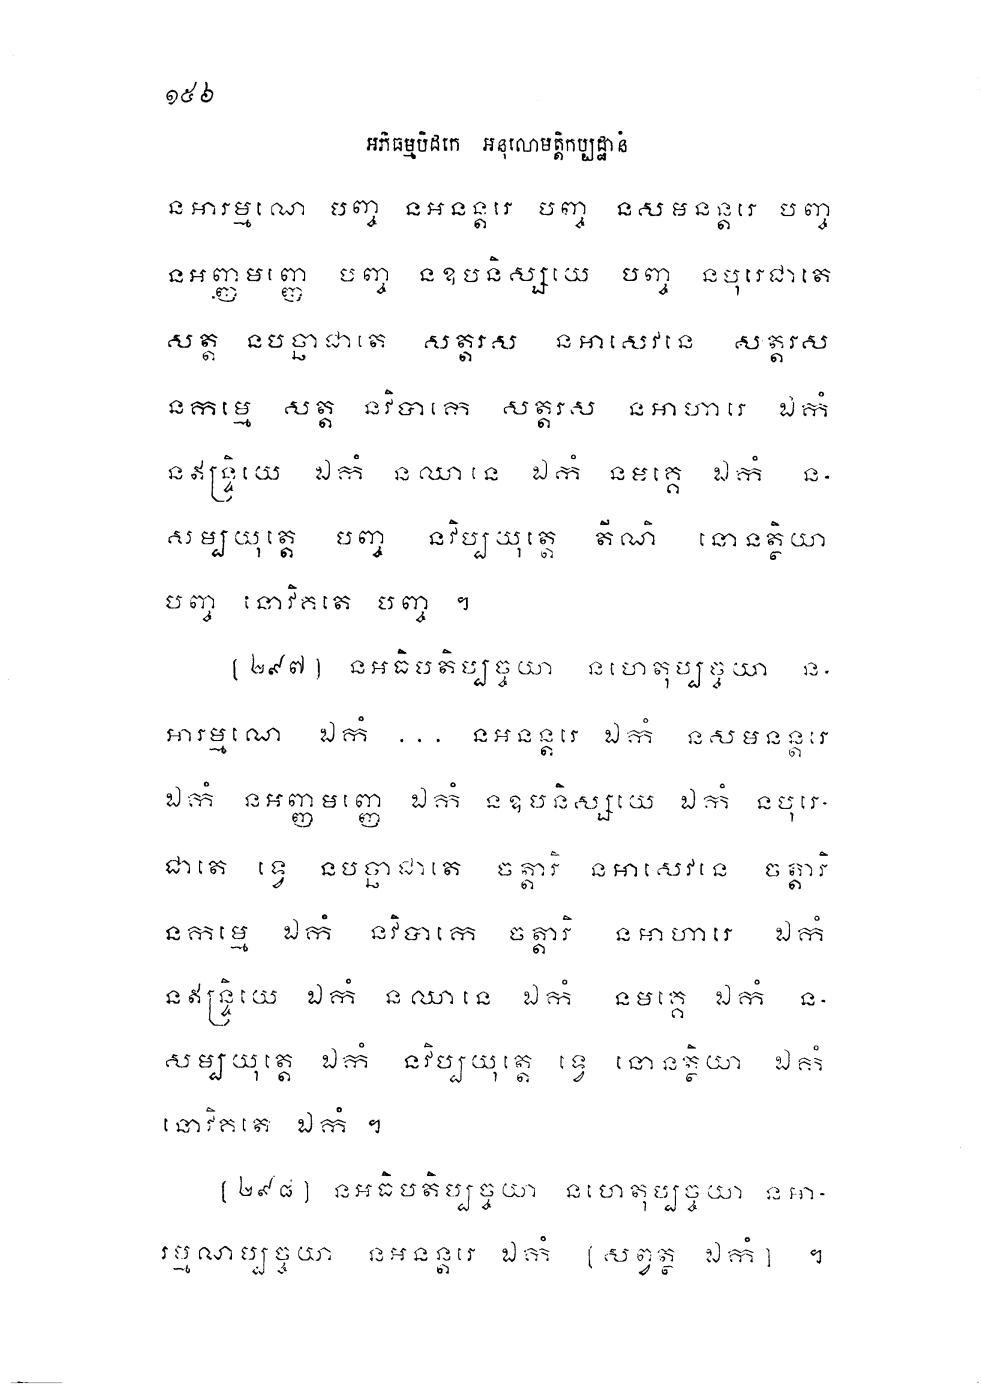 ១៥៦
អភិធម្មបិដកេ អនុលោមត្តិកប្បដ្ឋានំ
នអារម្មណេ បញ្ច នអនន្តរេ បញ្ច នសមនន្តរេ បញ្ច
នអញ្ញមញ្ញេ បញ្ច នឧបនិស្សយេ បញ្ច នបុរេជាតេ
សត្ត នបច្ឆាជាតេ សត្តរស នអាសេវនេ សត្តរស
នកម្មេ សត្ត នវិបាកេ សត្តរស នអាហារេ ឯកំ
នឥន្ទ្រិយេ ឯកំ នឈានេ ឯកំ នមគ្គេ ឯកំ ន-
សម្បយុត្តេ បញ្ច នវិប្បយុត្តេ តីណិ នោនត្ថិយា
បញ្ច នោវិគតេ បញ្ច ។
[២៩៧] នអធិបតិប្បច្ចយា នហេតុប្បច្ចយា ន-
អារម្មណេ ឯកំ ... នអនន្តរេ ឯកំ នសមនន្តរេ
ឯកំ នអញ្ញមញ្ញេ ឯកំ នឧបនិស្សយេ ឯកំ នបុរេ-
ជាតេ ទ្វេ នបច្ឆាជាតេ ចត្តារិ នអាសេវនេ ចត្តារិ
នកម្មេ ឯកំ នវិបាកេ ចត្តារិ នអាហារេ ឯកំ
នឥន្ទ្រិយេ ឯកំ នឈានេ ឯកំ នមគ្គេ ឯកំ ន-
សម្បយុត្តេ ឯកំ នវិប្បយុត្តេ ទ្វេ នោនត្ថិយា ឯកំ
នោវិគតេ ឯកំ ។
[២៩៨] នអធិបតិប្បច្ចយា នហេតុប្បច្ចយា នអា-
រម្មណប្បច្ចយា នអនន្តរេ ឯកំ [សព្វត្ថ ឯកំ] ។